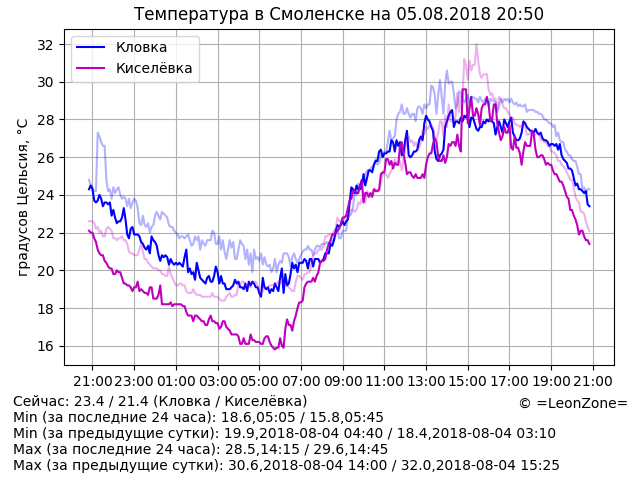 Температура в Смоленске на 05.08.2018 20:50
Кловка
Киселёвка
градусов Цельсия, °C
32
30
28
26
24
22
20
18
16
21:00 23:00 01:00 03:00 05:00 07:00 09:00 11:00 13:00 15:00 17:00 19:00 21:00
Сейчас: 23.4 / 21.4 (Кловка / Киселёвка)
© =LeonZone=
Min (за последние 24 часа): 18.6,05:05 / 15.8,05:45
Min (за предыдущие сутки): 19.9,2018-08-04 04:40 / 18.4,2018-08-04 03:10
Max (за последние 24 часа): 28.5,14:15 / 29.6,14:45
Max (за предыдущие сутки): 30.6,2018-08-04 14:00 / 32.0,2018-08-04 15:25